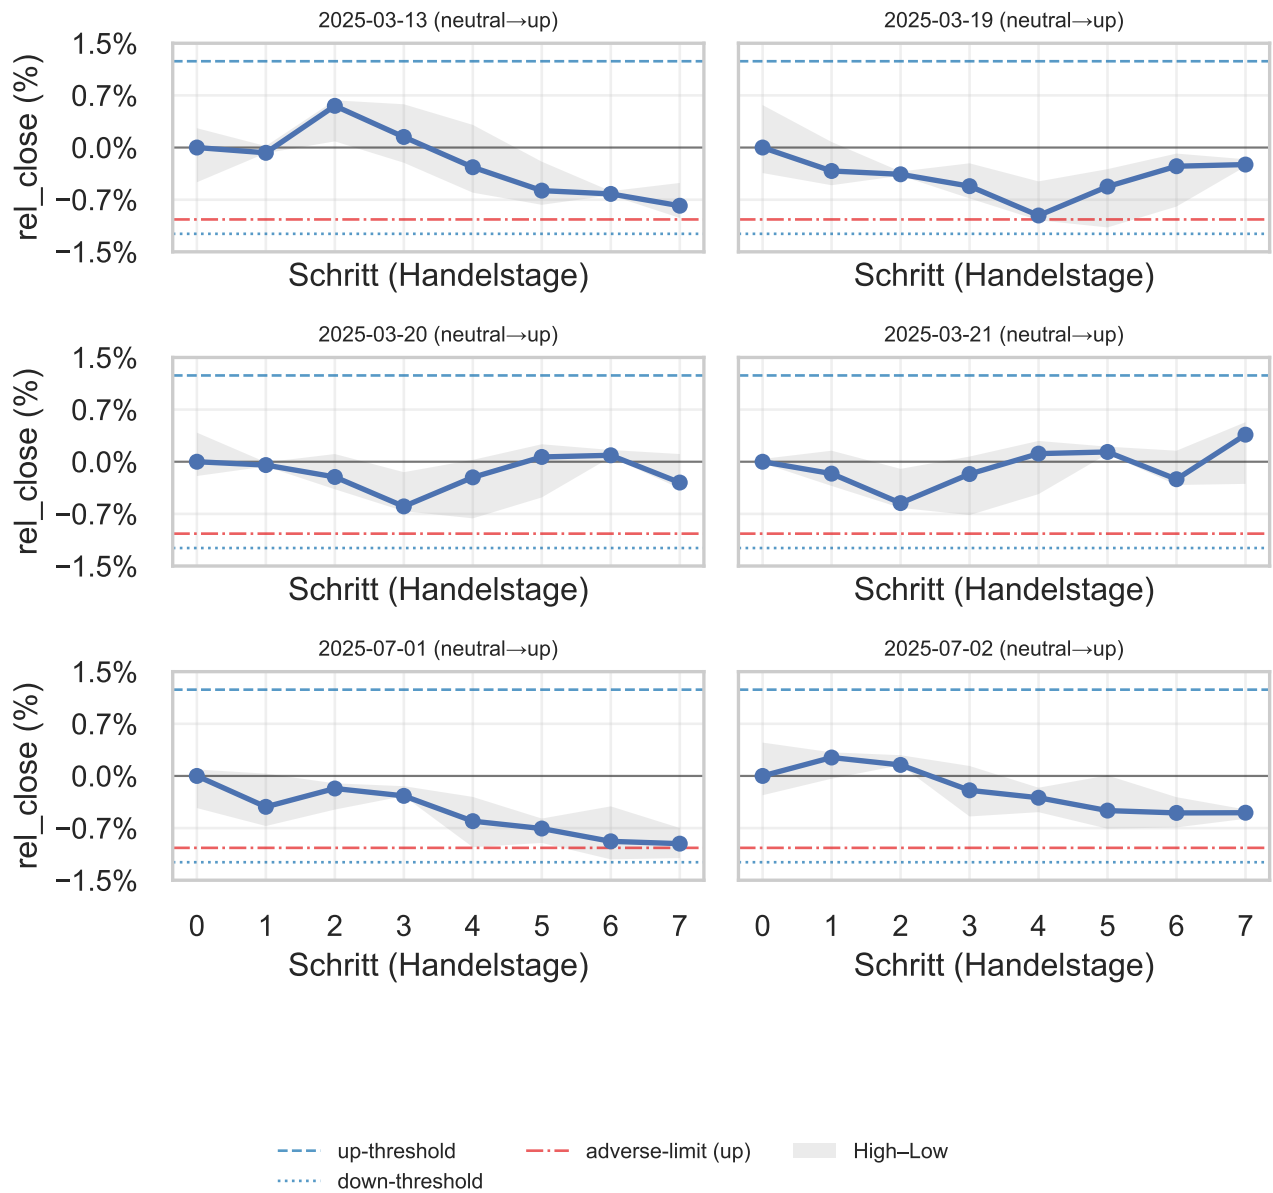 2025-03-13 (neutral→up)
2025-03-19 (neutral→up)
1.5%
0.7%
0.0%
−0.7%
−1.5%
rel_close (%)
Schritt (Handelstage)
Schritt (Handelstage)
2025-03-20 (neutral→up)
2025-03-21 (neutral→up)
1.5%
0.7%
0.0%
−0.7%
−1.5%
rel_close (%)
Schritt (Handelstage)
Schritt (Handelstage)
2025-07-01 (neutral→up)
2025-07-02 (neutral→up)
1.5%
0.7%
0.0%
−0.7%
−1.5%
rel_close (%)
0 1 2 3 4 5 6 7
0 1 2 3 4 5 6 7
Schritt (Handelstage)
Schritt (Handelstage)
up-threshold
down-threshold
adverse-limit (up)
High–Low